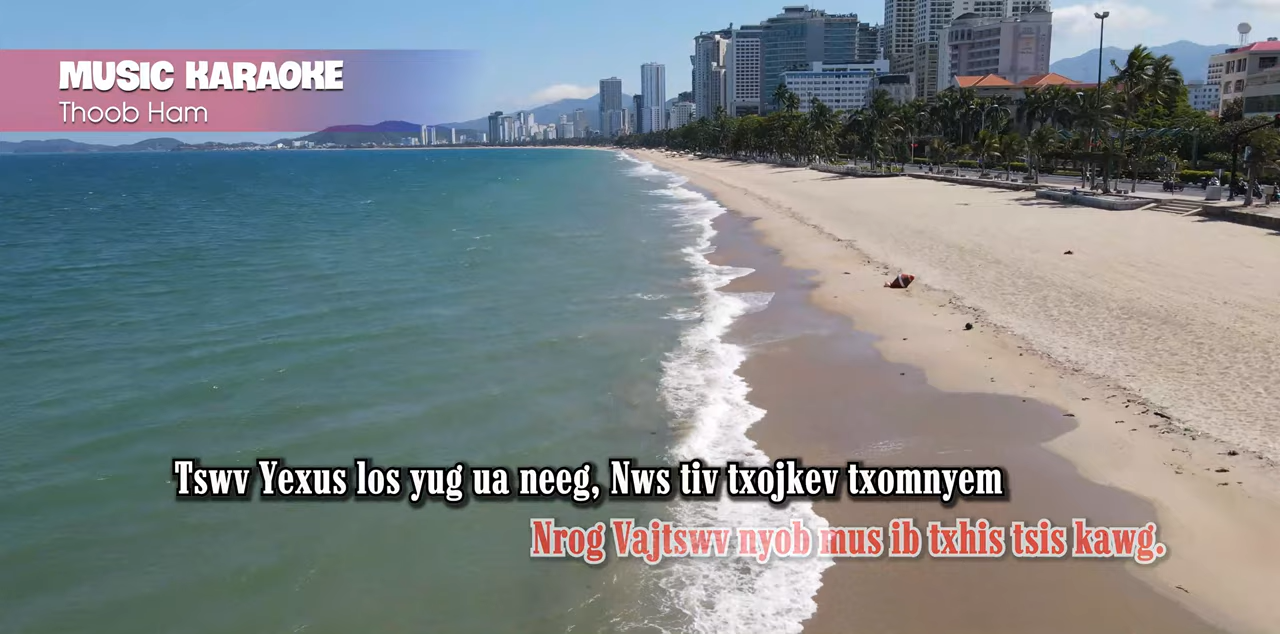 MUSIC KARAOKE
Thoob Ham
Tswv Yexus los yug ua neeg, Nws tiv txojkev txomnyem
Nrog Vajtswv nyob mus ib txhis tsis kawg.